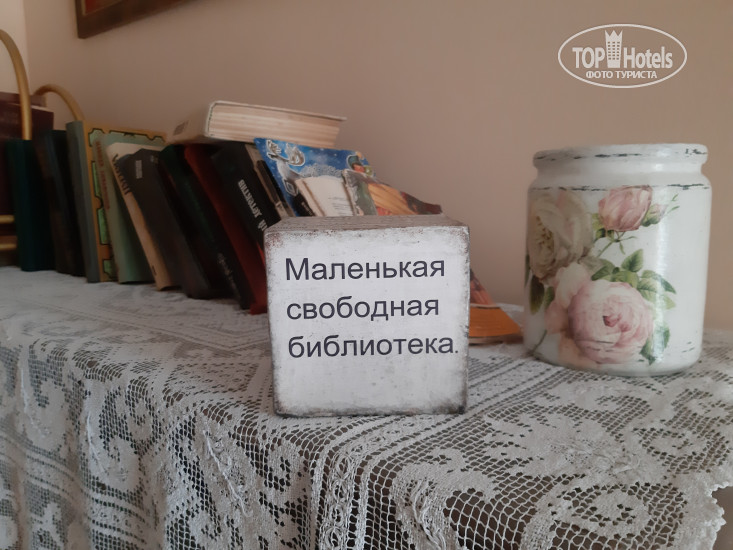 TOP Hotels
ФОТО ТУРИСТА
Маленькая
свободная
библиотека.